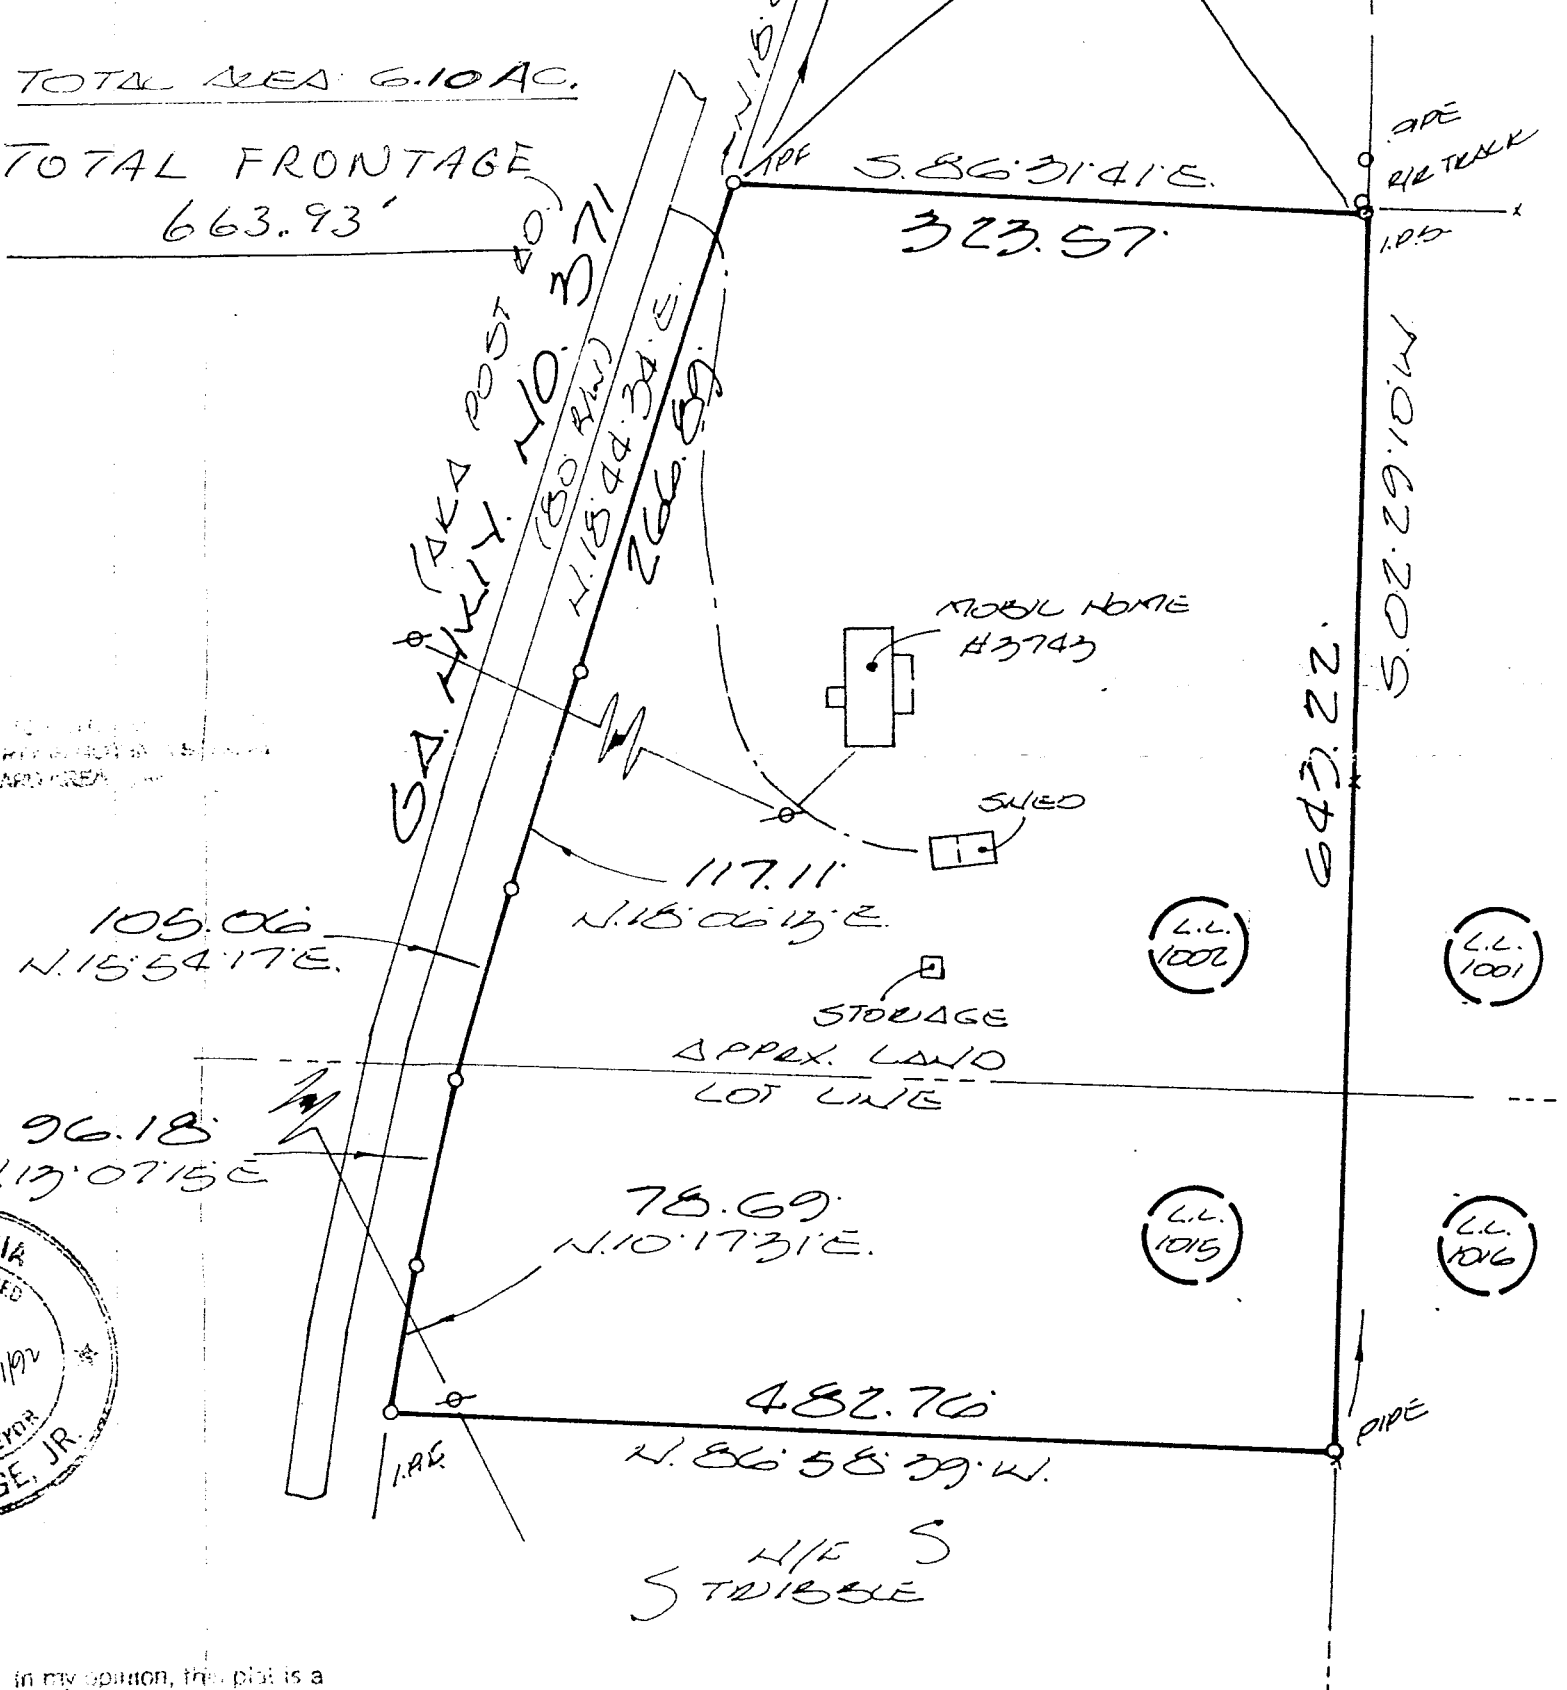 TOTAL AREA: 6.10 AC.
TOTAL FRONTAGE
663.93'
N.18
IPF
S.86°31'41"E.
323.57'
PIPE
R/R TRACK
I.P.S
(AKA POST RD.)
GA. HWY. NO. 371
(80' R/W)
N.18°44'34"E.
266.89'
S.02°29'10"W
643.22'
MOBIL HOME
#3743
SHED
117.11'
N.18°06'13"E.
105.06'
N.15°54'17"E.
L.L.
1002
L.L.
1001
STORAGE
APPRX. LAND
LOT LINE
96.18'
N.13°07'15"E
78.69'
N.10°17'31"E.
L.L.
1015
L.L.
1016
482.76'
N.86°58'39"W.
I.P.F.
PIPE
N/F S
S TRIBBLE
GE, JR.
In my opinion, this plat is a